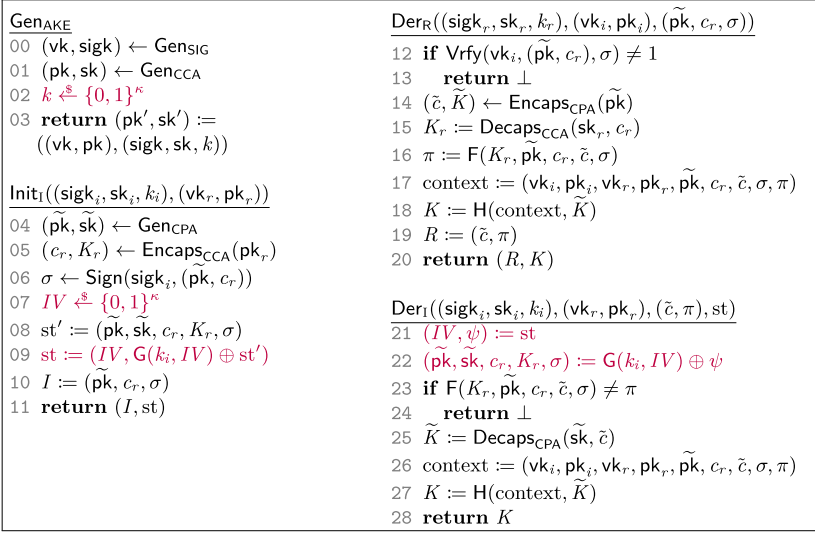 Gen_AKE
00 (vk, sigk) ← Gen_SIG
01 (pk, sk) ← Gen_CCA
02 k ←$ {0, 1}^κ
03 return (pk′, sk′) :=
((vk, pk), (sigk, sk, k))
Init_I((sigk_i, sk_i, k_i), (vk_r, pk_r))
04 (p͠k, s͠k) ← Gen_CPA
05 (c_r, K_r) ← Encaps_CCA(pk_r)
06 σ ← Sign(sigk_i, (p͠k, c_r))
07 IV ←$ {0, 1}^κ
08 st′ := (p͠k, s͠k, c_r, K_r, σ)
09 st := (IV, G(k_i, IV) ⊕ st′)
10 I := (p͠k, c_r, σ)
11 return (I, st)
Der_R((sigk_r, sk_r, k_r), (vk_i, pk_i), (p͠k, c_r, σ))
12 if Vrfy(vk_i, (p͠k, c_r), σ) ≠ 1
13 return ⊥
14 (c̃, K̃) ← Encaps_CPA(p͠k)
15 K_r := Decaps_CCA(sk_r, c_r)
16 π := F(K_r, p͠k, c_r, c̃, σ)
17 context := (vk_i, pk_i, vk_r, pk_r, p͠k, c_r, c̃, σ, π)
18 K := H(context, K̃)
19 R := (c̃, π)
20 return (R, K)
Der_I((sigk_i, sk_i, k_i), (vk_r, pk_r), (c̃, π), st)
21 (IV, ψ) := st
22 (p͠k, s͠k, c_r, K_r, σ) := G(k_i, IV) ⊕ ψ
23 if F(K_r, p͠k, c_r, c̃, σ) ≠ π
24 return ⊥
25 K̃ := Decaps_CPA(s͠k, c̃)
26 context := (vk_i, pk_i, vk_r, pk_r, p͠k, c_r, c̃, σ, π)
27 K := H(context, K̃)
28 return K